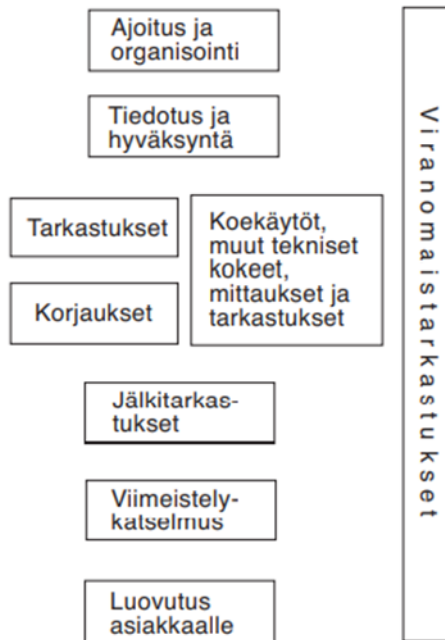 Ajoitus ja
organisointi
Tiedotus ja
hyväksyntä
Tarkastukset
Korjaukset
Koekäytöt,
muut tekniset
kokeet,
mittaukset ja
tarkastukset
Jälkitarkas-
tukset
Viimeistely-
katselmus
Luovutus
asiakkaalle
Viranomaistarkastukset